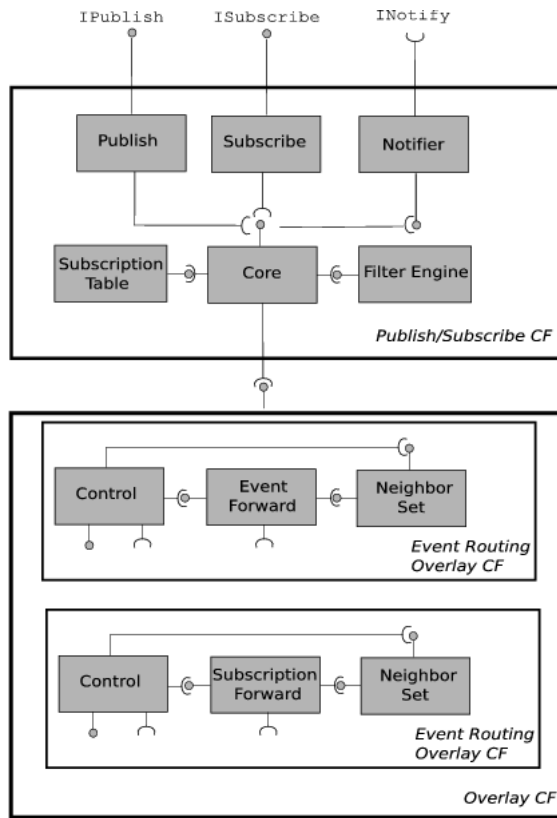 IPublish
ISubscribe
INotify
Publish
Subscribe
Notifier
Subscription
Table
Core
Filter Engine
Publish/Subscribe CF
Control
Event
Forward
Neighbor
Set
Event Routing
Overlay CF
Control
Subscription
Forward
Neighbor
Set
Event Routing
Overlay CF
Overlay CF